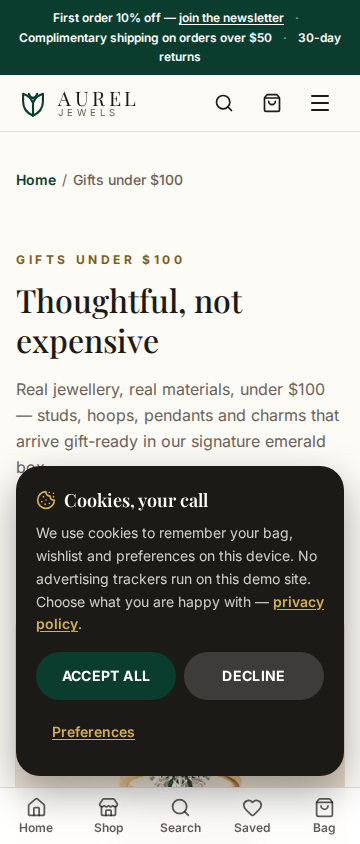 First order 10% off — join the newsletter ·
Complimentary shipping on orders over $50 · 30-day
returns
AUREL
JEWELS
Home / Gifts under $100
GIFTS UNDER $100
Thoughtful, not
expensive
Real jewellery, real materials, under $100
— studs, hoops, pendants and charms that
arrive gift-ready in our signature emerald
box.
Cookies, your call
We use cookies to remember your bag,
wishlist and preferences on this device. No
advertising trackers run on this demo site.
Choose what you are happy with — privacy
policy.
ACCEPT ALL DECLINE
Preferences
Home Shop Search Saved Bag